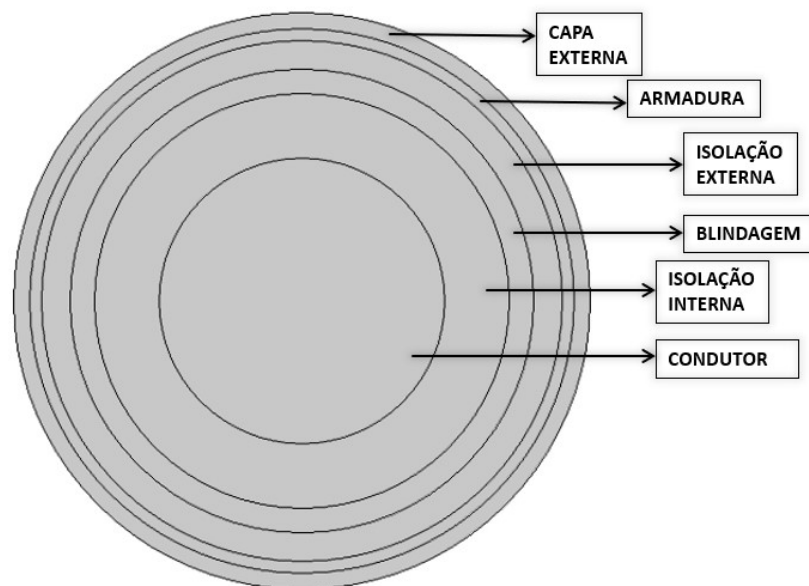 CAPA
EXTERNA
ARMADURA
ISOLAÇÃO
EXTERNA
BLINDAGEM
ISOLAÇÃO
INTERNA
CONDUTOR